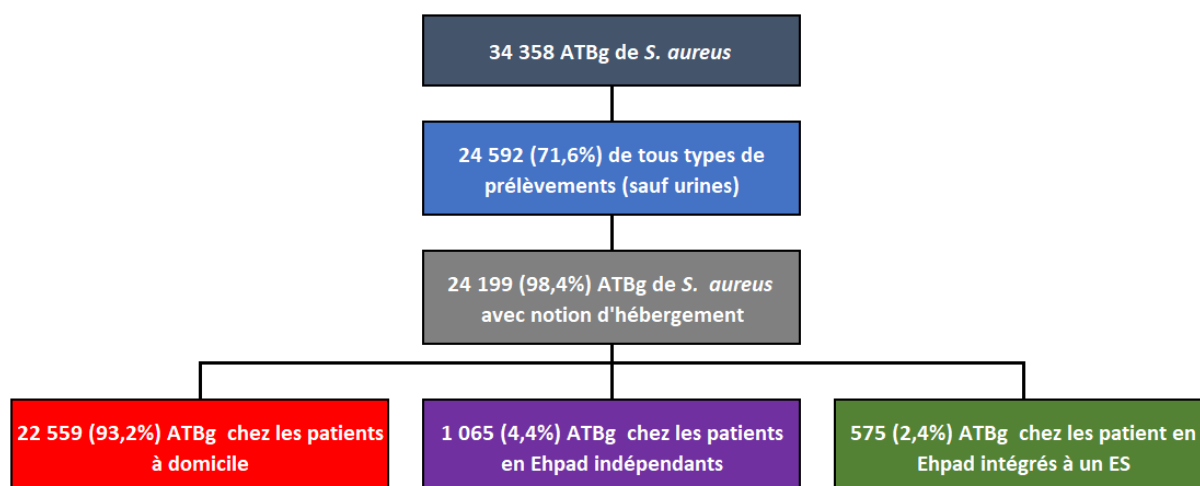 34 358 ATBg de S. aureus
24 592 (71,6%) de tous types de
prélèvements (sauf urines)
24 199 (98,4%) ATBg de S. aureus
avec notion d'hébergement
22 559 (93,2%) ATBg chez les patients
à domicile
1 065 (4,4%) ATBg chez les patients
en Ehpad indépendants
575 (2,4%) ATBg chez les patient en
Ehpad intégrés à un ES